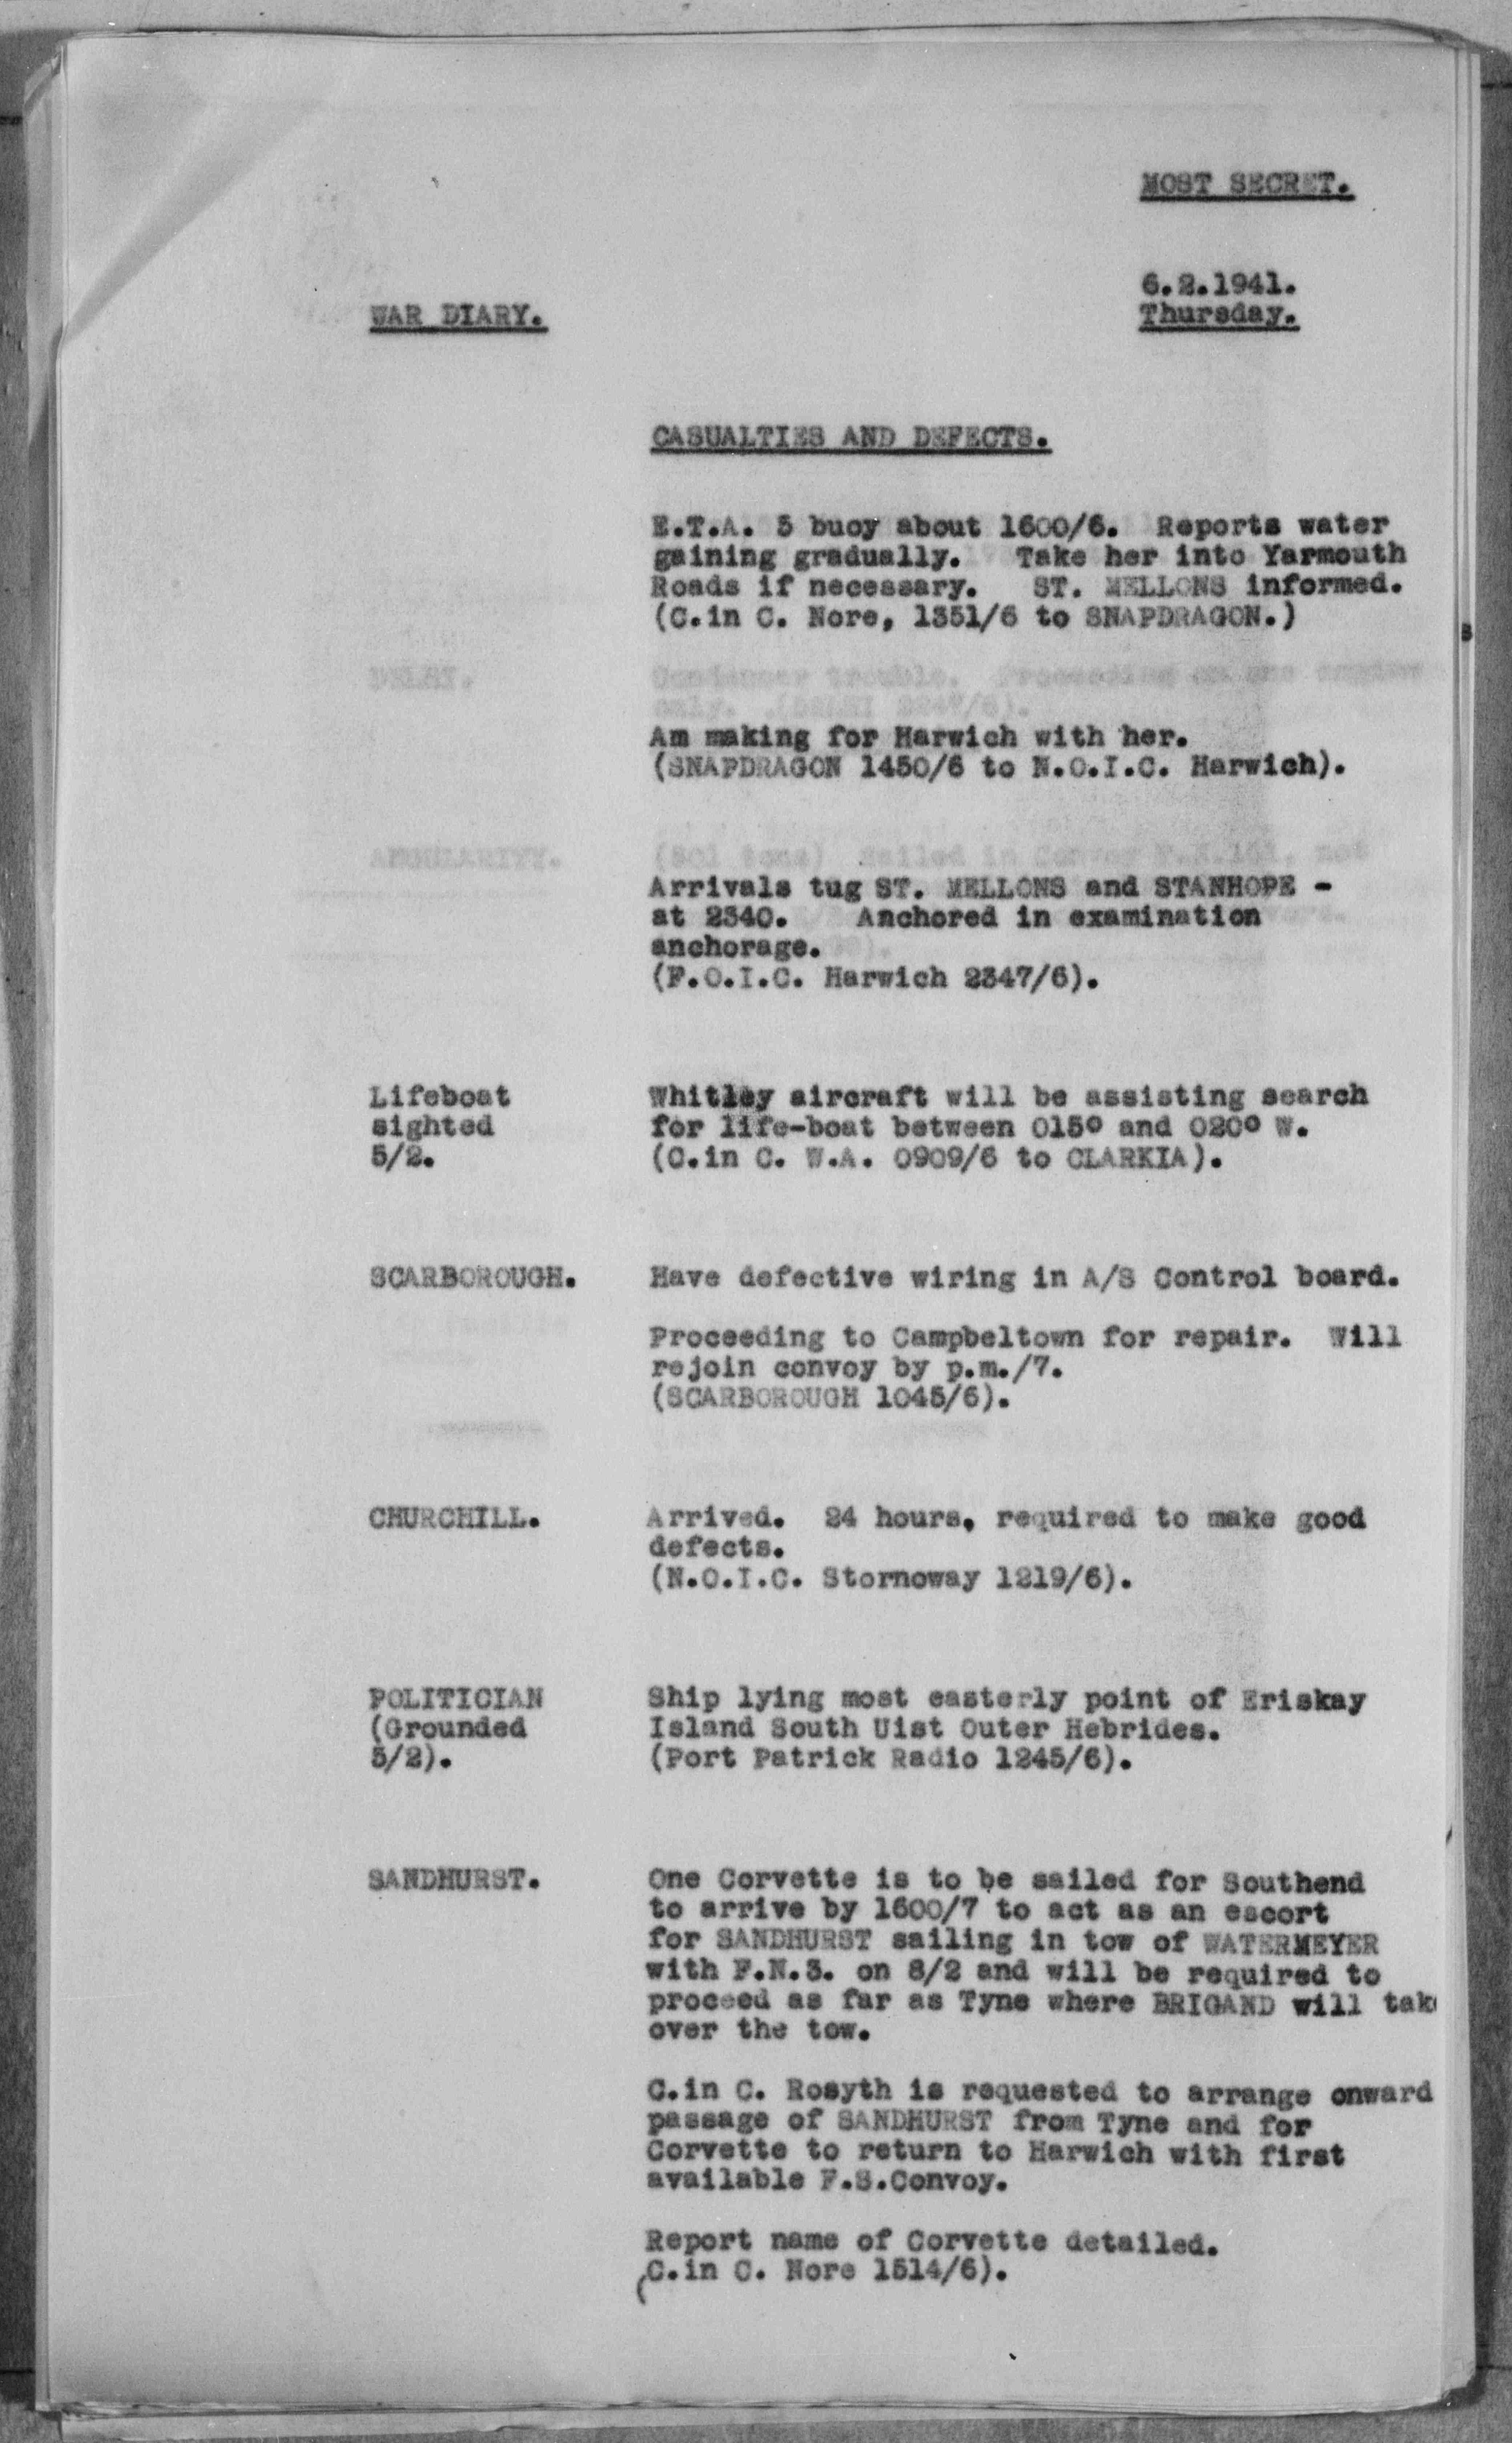 MOST SECRET.
6.2.1941.
WAR DIARY.
Thursday.
CASUALTIES AND DEFECTS.
E.T.A. 5 buoy about 1600/6. Reports water
gaining gradually. Take her into Yarmouth
Roads if necessary. ST. MELLONS informed.
(C.in C. Nore, 1351/6 to SNAPDRAGON.)
Am making for Harwich with her.
(SNAPDRAGON 1450/6 to N.O.I.C. Harwich).
Arrivals tug ST. MELLONS and STANHOPE -
at 2340. Anchored in examination
anchorage.
(F.O.I.C. Harwich 2347/6).
Lifeboat Whitley aircraft will be assisting search
sighted for life-boat between 015° and 020° W.
5/2. (C.in C. W.A. 0909/6 to CLARKIA).
SCARBOROUGH. Have defective wiring in A/S Control board.
Proceeding to Campbeltown for repair. Will
rejoin convoy by p.m./7.
(SCARBOROUGH 1045/6).
CHURCHILL. Arrived. 24 hours, required to make good
defects.
(N.O.I.C. Stornoway 1219/6).
POLITICIAN Ship lying most easterly point of Eriskay
(Grounded Island South Uist Outer Hebrides.
5/2). (Port Patrick Radio 1245/6).
SANDHURST. One Corvette is to be sailed for Southend
to arrive by 1600/7 to act as an escort
for SANDHURST sailing in tow of WATERMEYER
with F.N.3. on 8/2 and will be required to
proceed as far as Tyne where BRIGAND will tak
over the tow.
C.in C. Rosyth is requested to arrange onward
passage of SANDHURST from Tyne and for
Corvette to return to Harwich with first
available F.S.Convoy.
Report name of Corvette detailed.
(C.in C. Nore 1514/6).